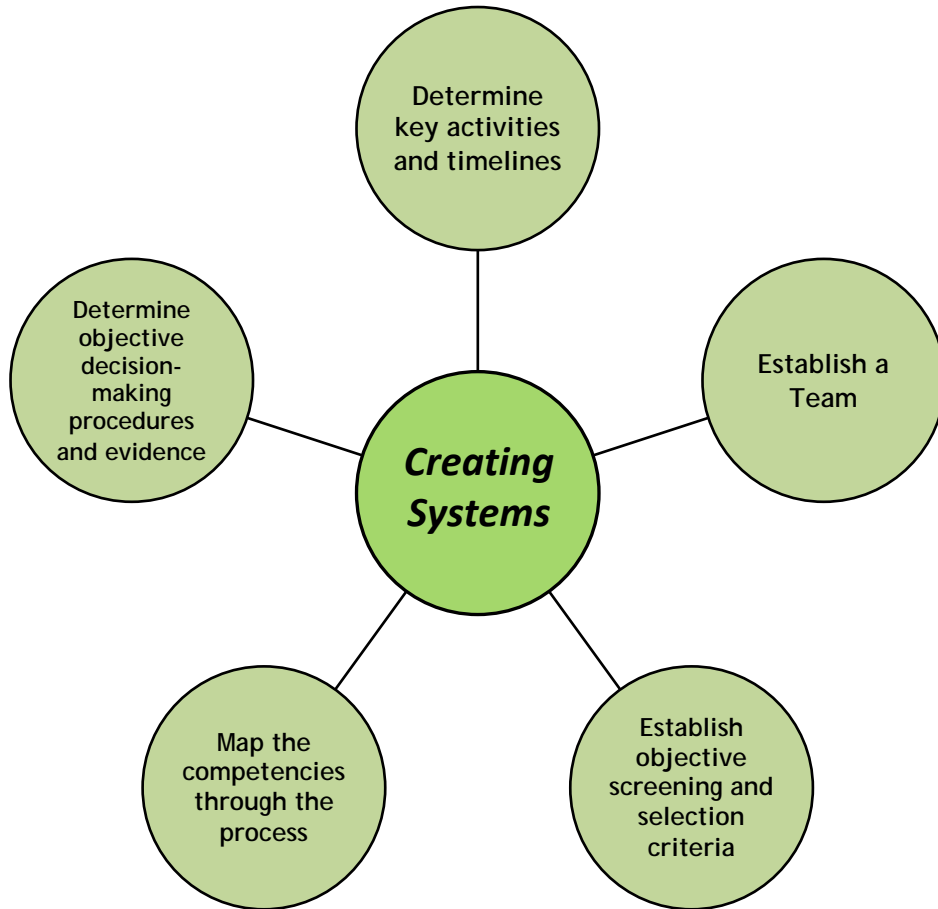 Determine
key activities
and timelines
Establish a
Team
Establish
objective
screening and
selection
criteria
Map the
competencies
through the
process
Determine
objective
decision-
making
procedures
and evidence
Creating
Systems